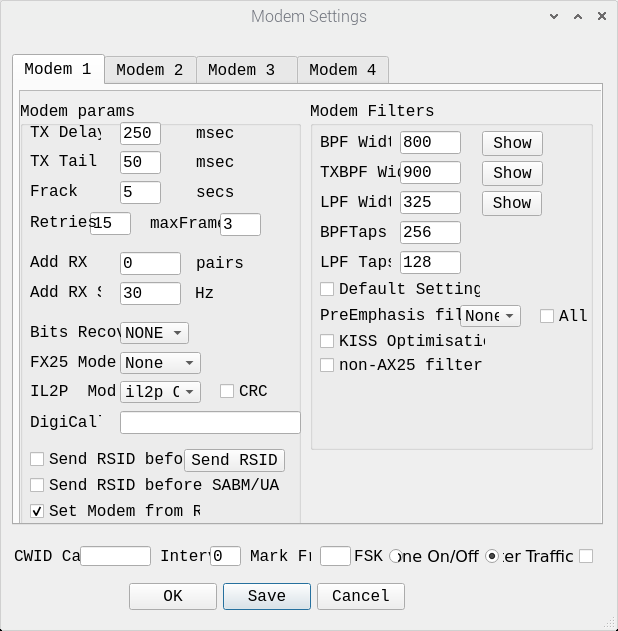 Modem Settings
Modem 1 Modem 2 Modem 3 Modem 4
Modem params
TX Delay 250 msec
TX Tail 50 msec
Frack 5 secs
Retries 15 maxFrame 3
Add RX 0 pairs
Add RX S 30 Hz
Bits Recov NONE
FX25 Mode None
IL2P Mod il2p C CRC
DigiCall
Send RSID befo Send RSID
Send RSID before SABM/UA
Set Modem from R
Modem Filters
BPF Widt 800 Show
TXBPF Wid 900 Show
LPF Widt 325 Show
BPFTaps 256
LPF Taps 128
Default Setting
PreEmphasis fil None All
KISS Optimisatio
non-AX25 filter
CWID Ca Interv 0 Mark Fr FSK one On/Off er Traffic
OK Save Cancel